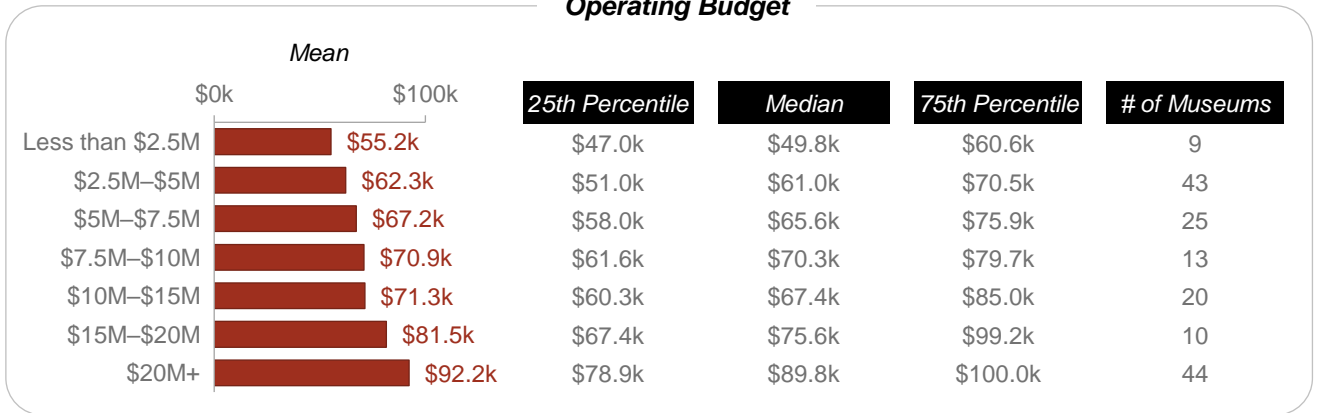 Operating Budget
Mean
$0k $100k 25th Percentile Median 75th Percentile # of Museums
Less than $2.5M $55.2k $47.0k $49.8k $60.6k 9
$2.5M–$5M $62.3k $51.0k $61.0k $70.5k 43
$5M–$7.5M $67.2k $58.0k $65.6k $75.9k 25
$7.5M–$10M $70.9k $61.6k $70.3k $79.7k 13
$10M–$15M $71.3k $60.3k $67.4k $85.0k 20
$15M–$20M $81.5k $67.4k $75.6k $99.2k 10
$20M+ $92.2k $78.9k $89.8k $100.0k 44